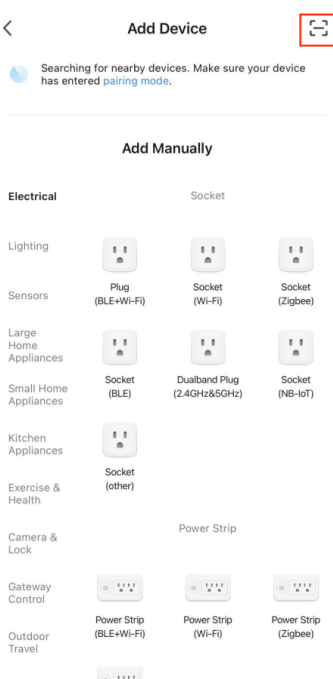 Add Device
Searching for nearby devices. Make sure your device
has entered pairing mode.
Add Manually
Electrical
Lighting
Sensors
Large
Home
Appliances
Small Home
Appliances
Kitchen
Appliances
Exercise &
Health
Camera &
Lock
Gateway
Control
Outdoor
Travel
Socket
Plug
(BLE+Wi-Fi)
Socket
(Wi-Fi)
Socket
(Zigbee)
Socket
(BLE)
Dualband Plug
(2.4GHz&5GHz)
Socket
(NB-IoT)
Socket
(other)
Power Strip
Power Strip
(BLE+Wi-Fi)
Power Strip
(Wi-Fi)
Power Strip
(Zigbee)